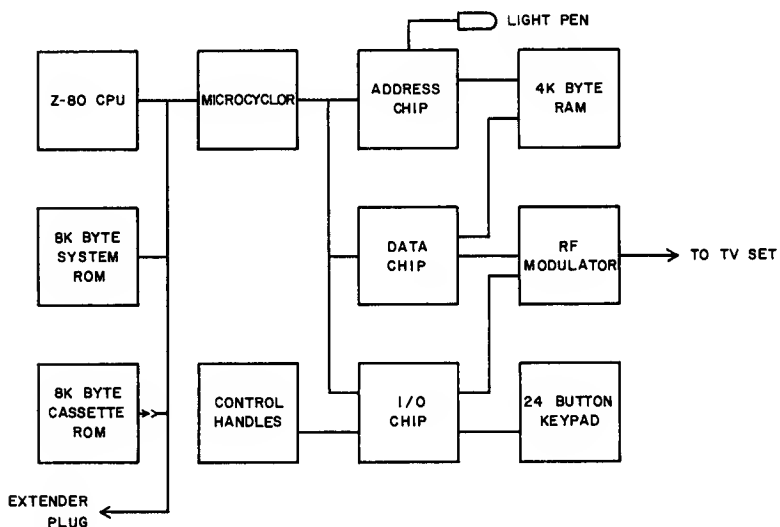 LIGHT PEN
Z-80 CPU
MICROCYCLOR
ADDRESS
CHIP
4K BYTE
RAM
8K BYTE
SYSTEM
ROM
DATA
CHIP
RF
MODULATOR
TO TV SET
8K BYTE
CASSETTE
ROM
CONTROL
HANDLES
I/O
CHIP
24 BUTTON
KEYPAD
EXTENDER
PLUG